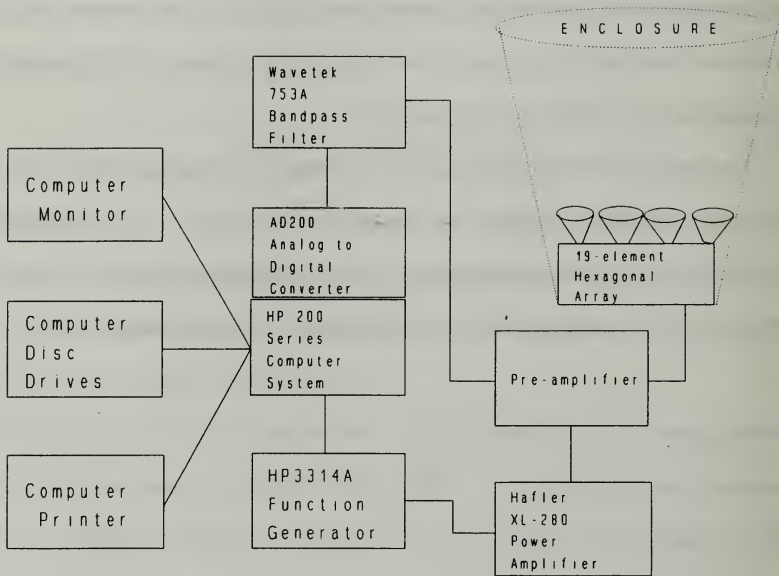 ENCLOSURE
Wavetek
753A
Bandpass
Filter
Computer
Monitor
AD200
Analog to
Digital
Converter
19-element
Hexagonal
Array
Computer
Disc
Drives
HP 200
Series
Computer
System
Pre-amplifier
Computer
Printer
HP3314A
Function
Generator
Hafler
XL-280
Power
Amplifier